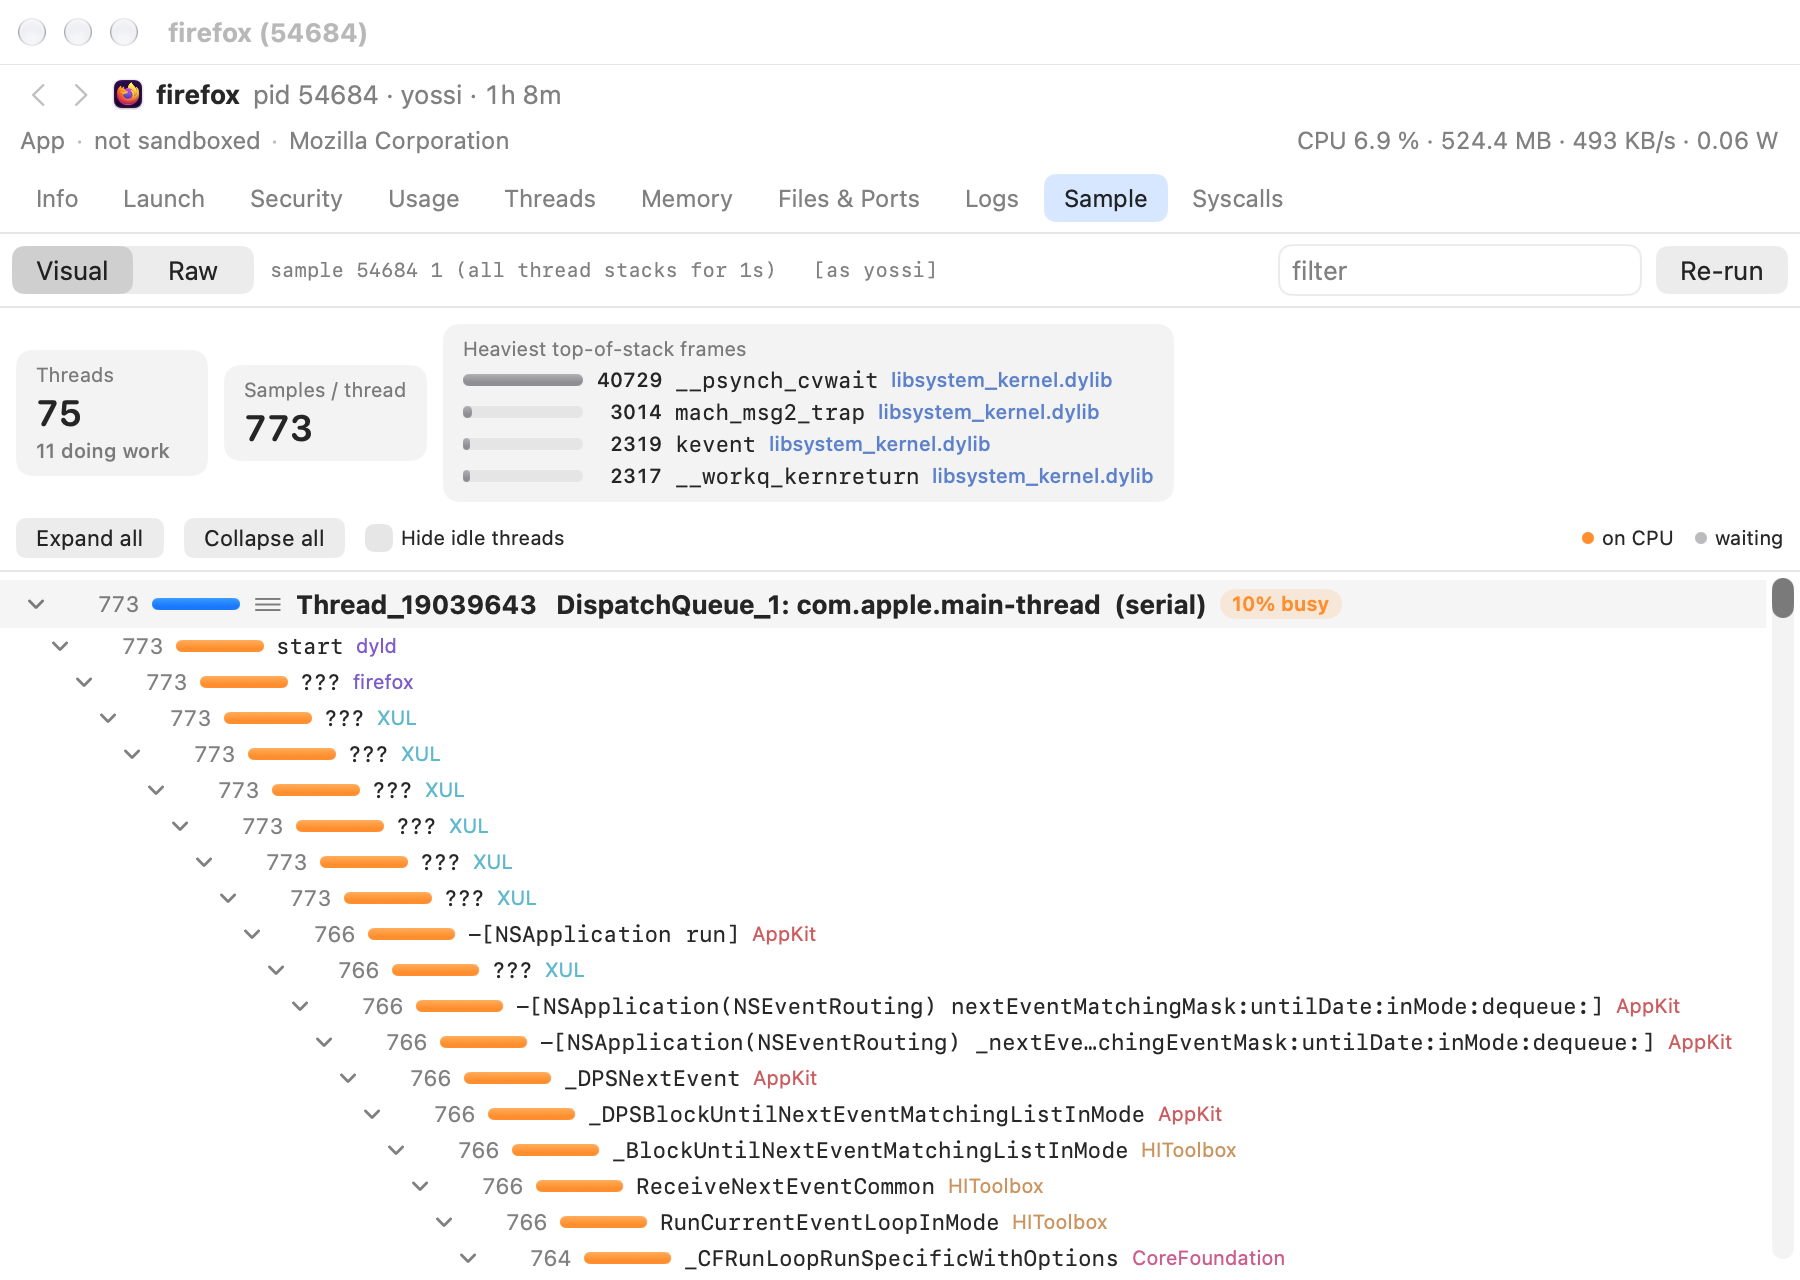 firefox (54684)
firefox pid 54684 · yossi · 1h 8m
App · not sandboxed · Mozilla Corporation
CPU 6.9 % · 524.4 MB · 493 KB/s · 0.06 W
Info Launch Security Usage Threads Memory Files & Ports Logs Sample Syscalls
Visual Raw sample 54684 1 (all thread stacks for 1s) [as yossi] filter Re-run
Threads
75
11 doing work
Samples / thread
773
Heaviest top-of-stack frames
40729 __psynch_cvwait libsystem_kernel.dylib
3014 mach_msg2_trap libsystem_kernel.dylib
2319 kevent libsystem_kernel.dylib
2317 __workq_kernreturn libsystem_kernel.dylib
Expand all Collapse all Hide idle threads on CPU waiting
773 Thread_19039643 DispatchQueue_1: com.apple.main-thread (serial) 10% busy
773 start dyld
773 ??? firefox
773 ??? XUL
773 ??? XUL
773 ??? XUL
773 ??? XUL
773 ??? XUL
773 ??? XUL
766 -[NSApplication run] AppKit
766 ??? XUL
766 -[NSApplication(NSEventRouting) nextEventMatchingMask:untilDate:inMode:dequeue:] AppKit
766 -[NSApplication(NSEventRouting) _nextEve…chingEventMask:untilDate:inMode:dequeue:] AppKit
766 _DPSNextEvent AppKit
766 _DPSBlockUntilNextEventMatchingListInMode AppKit
766 _BlockUntilNextEventMatchingListInMode HIToolbox
766 ReceiveNextEventCommon HIToolbox
766 RunCurrentEventLoopInMode HIToolbox
764 _CFRunLoopRunSpecificWithOptions CoreFoundation